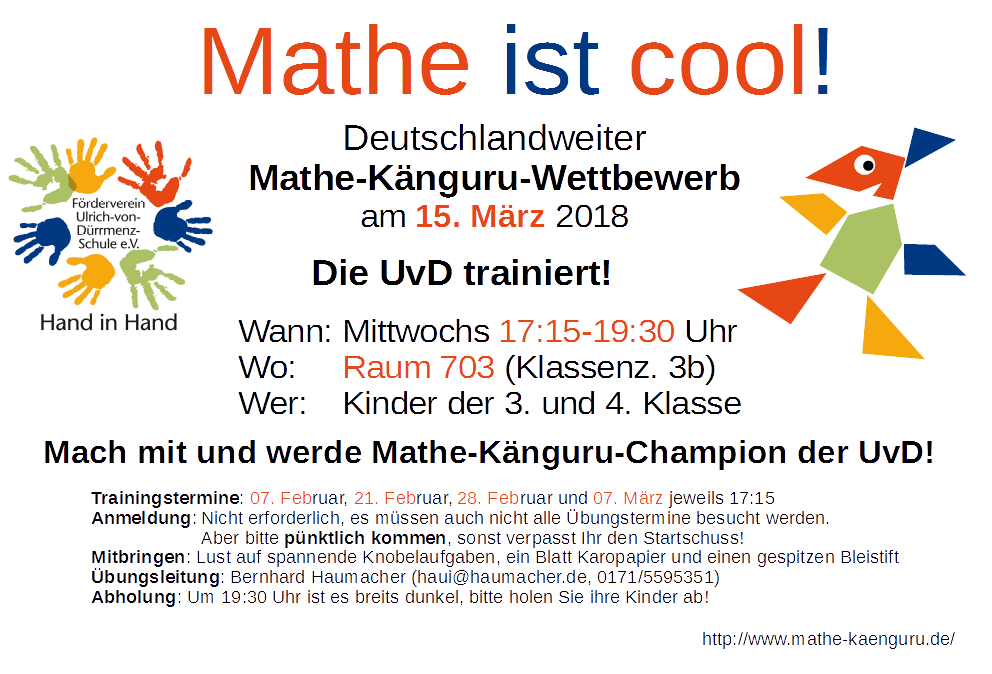 Mathe ist cool!
Deutschlandweiter
Mathe-Känguru-Wettbewerb
am 15. März 2018
Förderverein
Ulrich-von-
Dürrmenz-
Schule e.V.
Hand in Hand
Die UvD trainiert!
Wann: Mittwochs 17:15-19:30 Uhr
Wo: Raum 703 (Klassenz. 3b)
Wer: Kinder der 3. und 4. Klasse
Mach mit und werde Mathe-Känguru-Champion der UvD!
Trainingstermine: 07. Februar, 21. Februar, 28. Februar und 07. März jeweils 17:15
Anmeldung: Nicht erforderlich, es müssen auch nicht alle Übungstermine besucht werden.
Aber bitte pünktlich kommen, sonst verpasst Ihr den Startschuss!
Mitbringen: Lust auf spannende Knobelaufgaben, ein Blatt Karopapier und einen gespitzen Bleistift
Übungsleitung: Bernhard Haumacher (haui@haumacher.de, 0171/5595351)
Abholung: Um 19:30 Uhr ist es breits dunkel, bitte holen Sie ihre Kinder ab!
http://www.mathe-kaenguru.de/